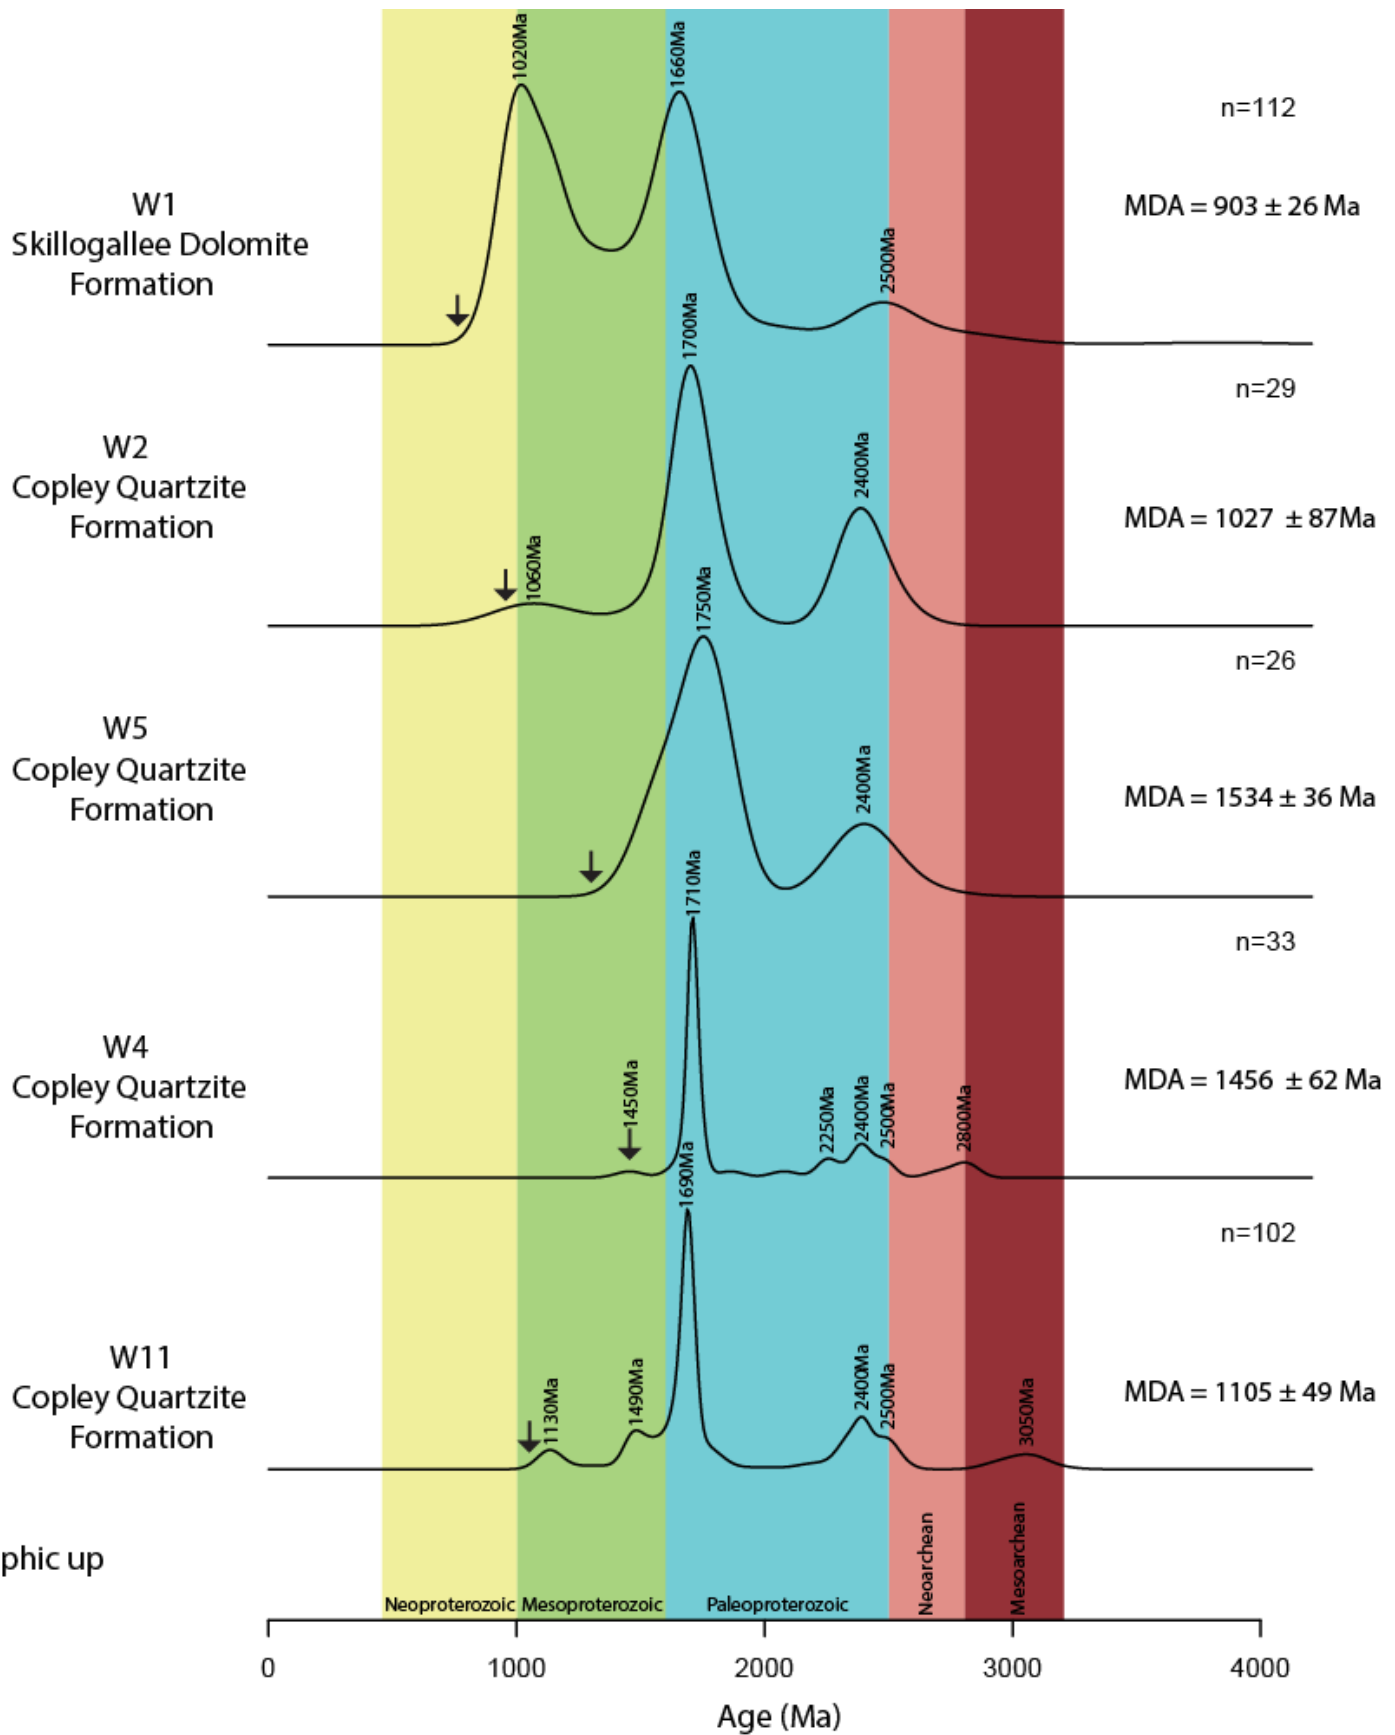 1020Ma
1660Ma
n=112
W1
Skillogallee Dolomite
Formation
MDA = 903 ± 26 Ma
2500Ma
1700Ma
n=29
W2
Copley Quartzite
Formation
2400Ma
MDA = 1027 ± 87Ma
1060Ma
1750Ma
n=26
W5
Copley Quartzite
Formation
2400Ma
MDA = 1534 ± 36 Ma
1710Ma
n=33
W4
Copley Quartzite
Formation
1450Ma
2250Ma
2400Ma
2500Ma
2800Ma
MDA = 1456 ± 62 Ma
1690Ma
n=102
W11
Copley Quartzite
Formation
1130Ma
1490Ma
2400Ma
2500Ma
3050Ma
MDA = 1105 ± 49 Ma
phic up
Neoproterozoic
Mesoproterozoic
Paleoproterozoic
Neoarchean
Mesoarchean
0 1000 2000 3000 4000
Age (Ma)